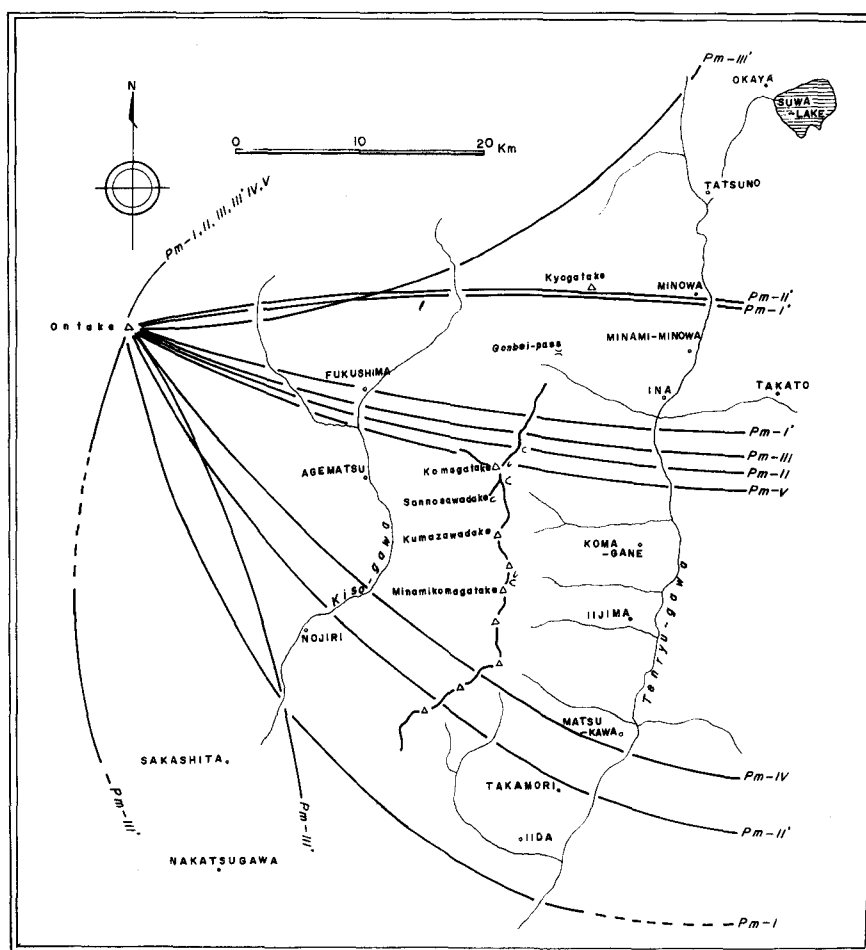 Pm-III'
OKAYA
SUWA
LAKE
N
0 10 20 Km
TATSUNO
Pm-I, II, III, III' IV, V
Kyogatake
MINOWA
Pm-II'
Pm-I'
Ontake
MINAMI-MINOWA
FUKUSHIMA
INA
TAKATO
Pm-I'
Pm-III
Pm-II
Pm-V
Komagatake
AGEMATSU
Sannosawadake
Kumazawadake
KOMA
-GANE
Kiso-gawa
Minamikomagatake
IIJIMA
Tenryu-gawa
NOJIRI
MATSU
-KAWA
SAKASHITA
Pm-IV
TAKAMORI
Pm-III'
Pm-III'
Pm-II'
IIDA
NAKATSUGAWA
Pm-I